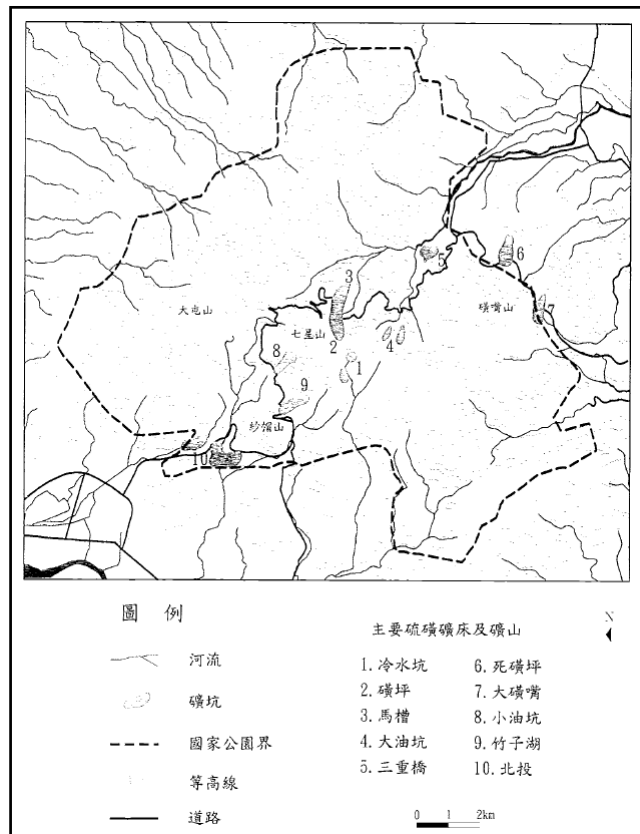 3
6
5
大屯山
磺嘴山
7
七星山
2
4
8
1
9
紗帽山
10
圖 例
河流
礦坑
國家公園界
等高線
道路
主要硫磺礦床及礦山
N
1.冷水坑
2.磺坪
3.馬槽
4.大油坑
5.三重橋
6.死磺坪
7.大磺嘴
8.小油坑
9.竹子湖
10.北投
0 1 2km